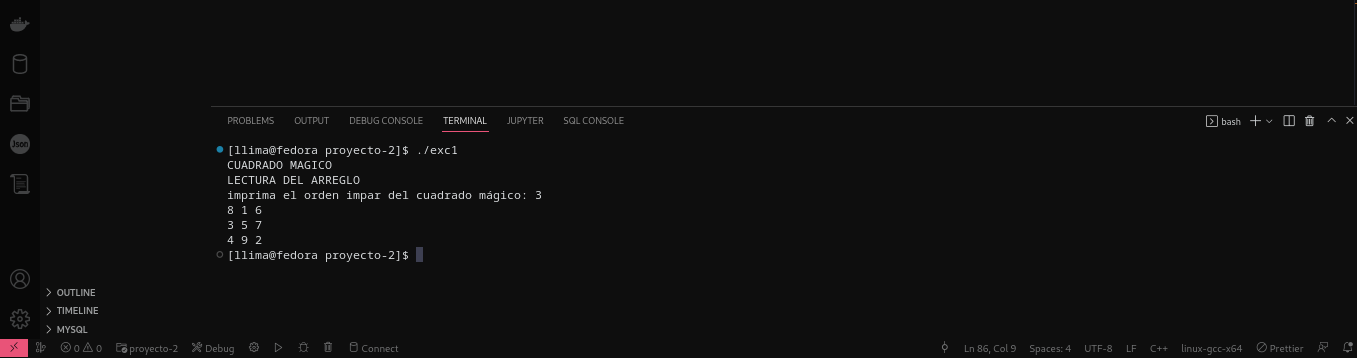 Json
PROBLEMS OUTPUT DEBUG CONSOLE TERMINAL JUPYTER SQL CONSOLE bash
[llima@fedora proyecto-2]$ ./exc1
CUADRADO MAGICO
LECTURA DEL ARREGLO
imprima el orden impar del cuadrado mágico: 3
8 1 6
3 5 7
4 9 2
[llima@fedora proyecto-2]$
OUTLINE
TIMELINE
MYSQL
0 0 proyecto-2 Debug Connect Ln 86, Col 9 Spaces: 4 UTF-8 LF C++ linux-gcc-x64 Prettier